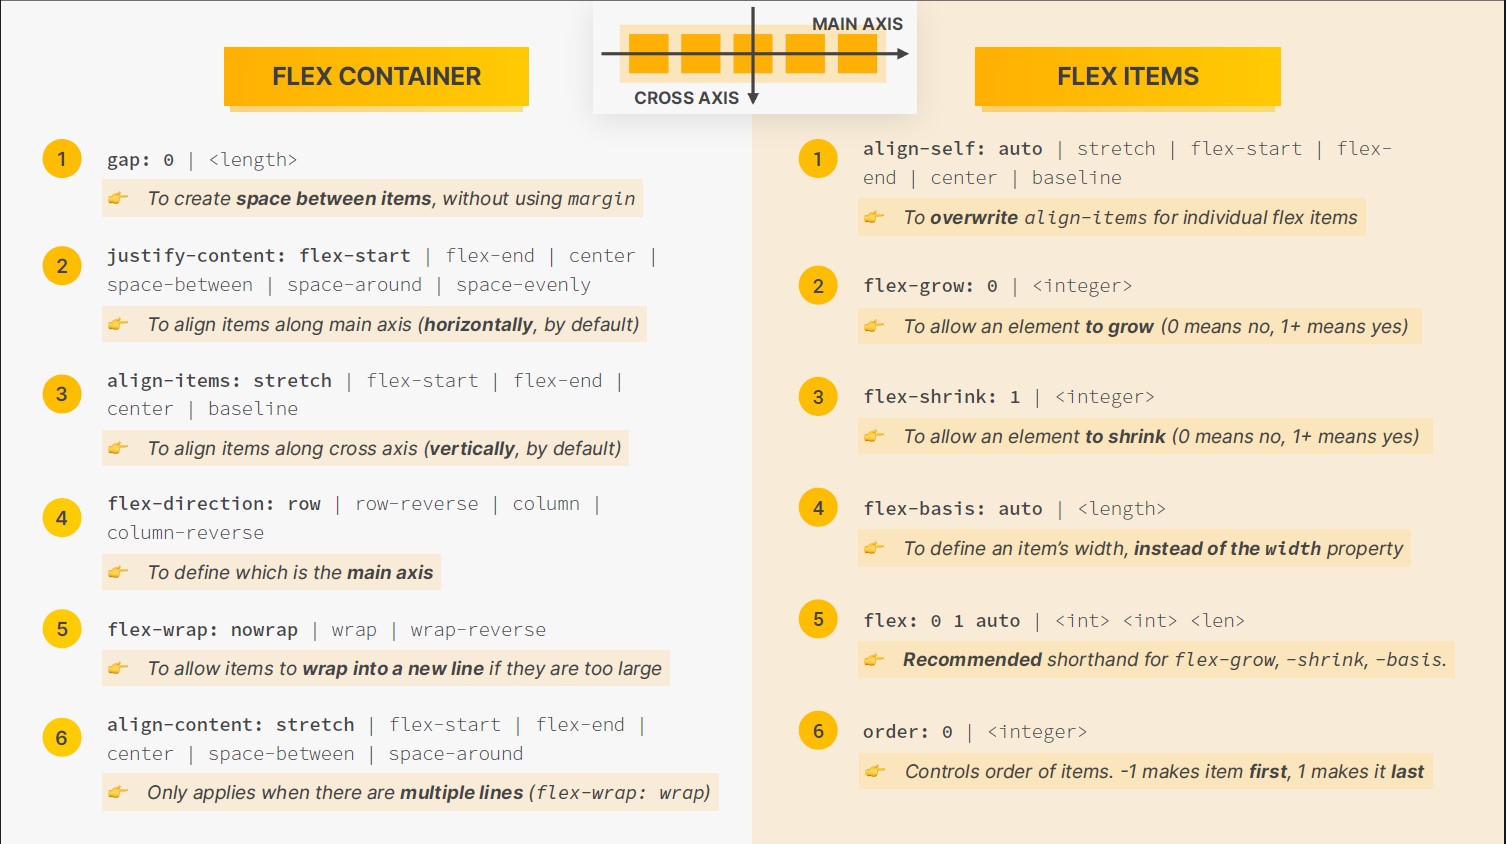 MAIN AXIS
CROSS AXIS
FLEX CONTAINER
1
gap: 0 | <length>
👉 To create space between items, without using margin
2
justify-content: flex-start | flex-end | center |
space-between | space-around | space-evenly
👉 To align items along main axis (horizontally, by default)
3
align-items: stretch | flex-start | flex-end |
center | baseline
👉 To align items along cross axis (vertically, by default)
4
flex-direction: row | row-reverse | column |
column-reverse
👉 To define which is the main axis
5
flex-wrap: nowrap | wrap | wrap-reverse
👉 To allow items to wrap into a new line if they are too large
6
align-content: stretch | flex-start | flex-end |
center | space-between | space-around
👉 Only applies when there are multiple lines (flex-wrap: wrap)
FLEX ITEMS
1
align-self: auto | stretch | flex-start | flex-
end | center | baseline
👉 To overwrite align-items for individual flex items
2
flex-grow: 0 | <integer>
👉 To allow an element to grow (0 means no, 1+ means yes)
3
flex-shrink: 1 | <integer>
👉 To allow an element to shrink (0 means no, 1+ means yes)
4
flex-basis: auto | <length>
👉 To define an item’s width, instead of the width property
5
flex: 0 1 auto | <int> <int> <len>
👉 Recommended shorthand for flex-grow, -shrink, -basis.
6
order: 0 | <integer>
👉 Controls order of items. -1 makes item first, 1 makes it last